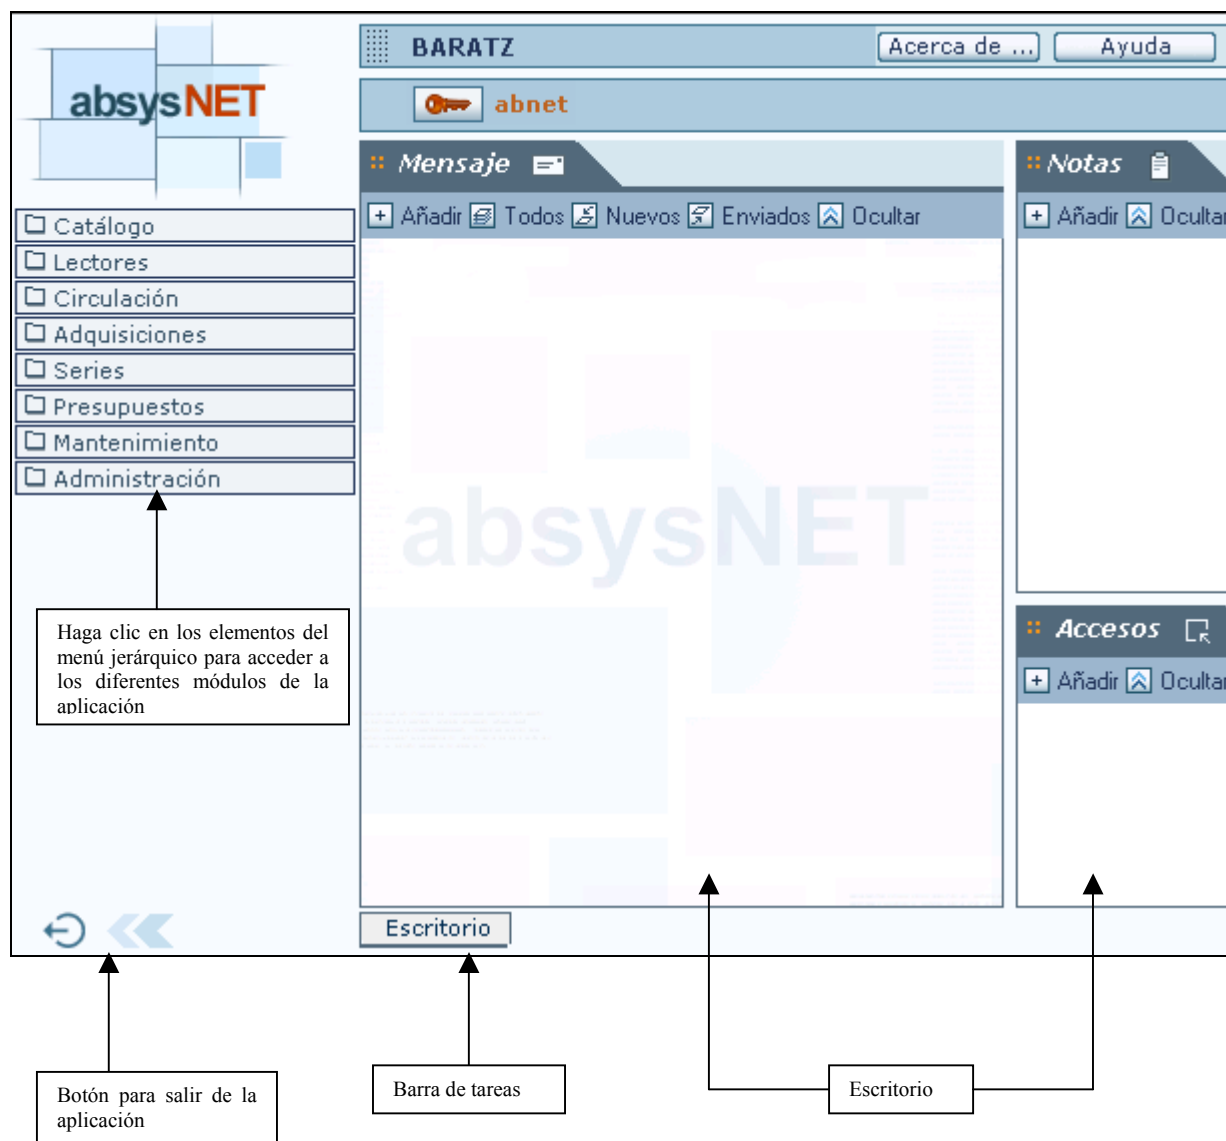 absysNET
BARATZ
Acerca de ...
Ayuda
abnet
Mensaje
Notas
Añadir Todos Nuevos Enviados Ocultar
Añadir Ocultar
Catálogo
Lectores
Circulación
Adquisiciones
Series
Presupuestos
Mantenimiento
Administración
absysNET
Haga clic en los elementos del
menú jerárquico para acceder a
los diferentes módulos de la
aplicación
Accesos
Añadir Ocultar
Escritorio
Botón para salir de la
aplicación
Barra de tareas
Escritorio